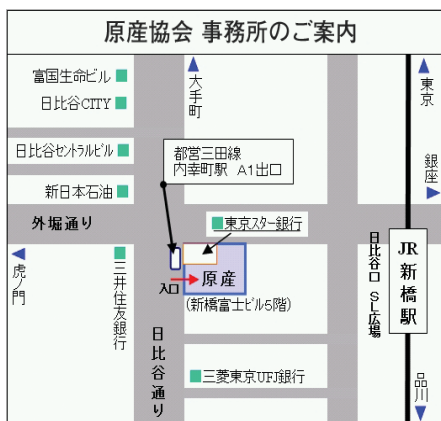 原産協会 事務所のご案内
富国生命ビル
日比谷CITY
大手町
東京
日比谷セントラルビル
都営三田線
内幸町駅 A1出口
銀座
新日本石油
外堀通り
東京スター銀行
虎ノ門
三井住友銀行
入口
原産
(新橋富士ビル5階)
日比谷口 SL広場
JR新橋駅
日比谷通り
三菱東京UFJ銀行
品川